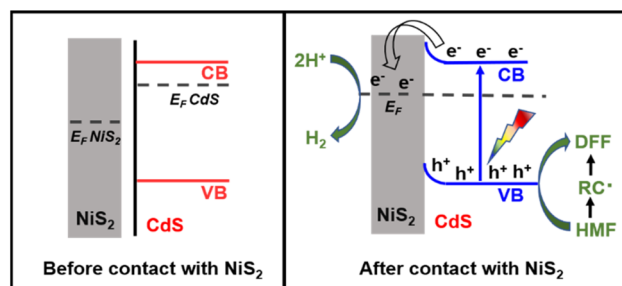 CB
E_F CdS
E_F NiS₂
VB
NiS₂
CdS
Before contact with NiS₂
e⁻ e⁻ e⁻
CB
2H⁺
e⁻ e⁻
E_F
H₂
h⁺ h⁺ h⁺ h⁺
VB
DFF
RC•
HMF
NiS₂
CdS
After contact with NiS₂